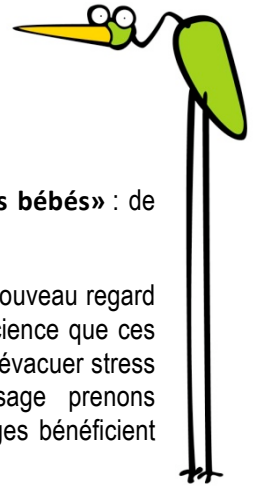 s bébés» : de
ouveau regard
cience que ces
évacuer stress
sage prenons
ges bénéficient